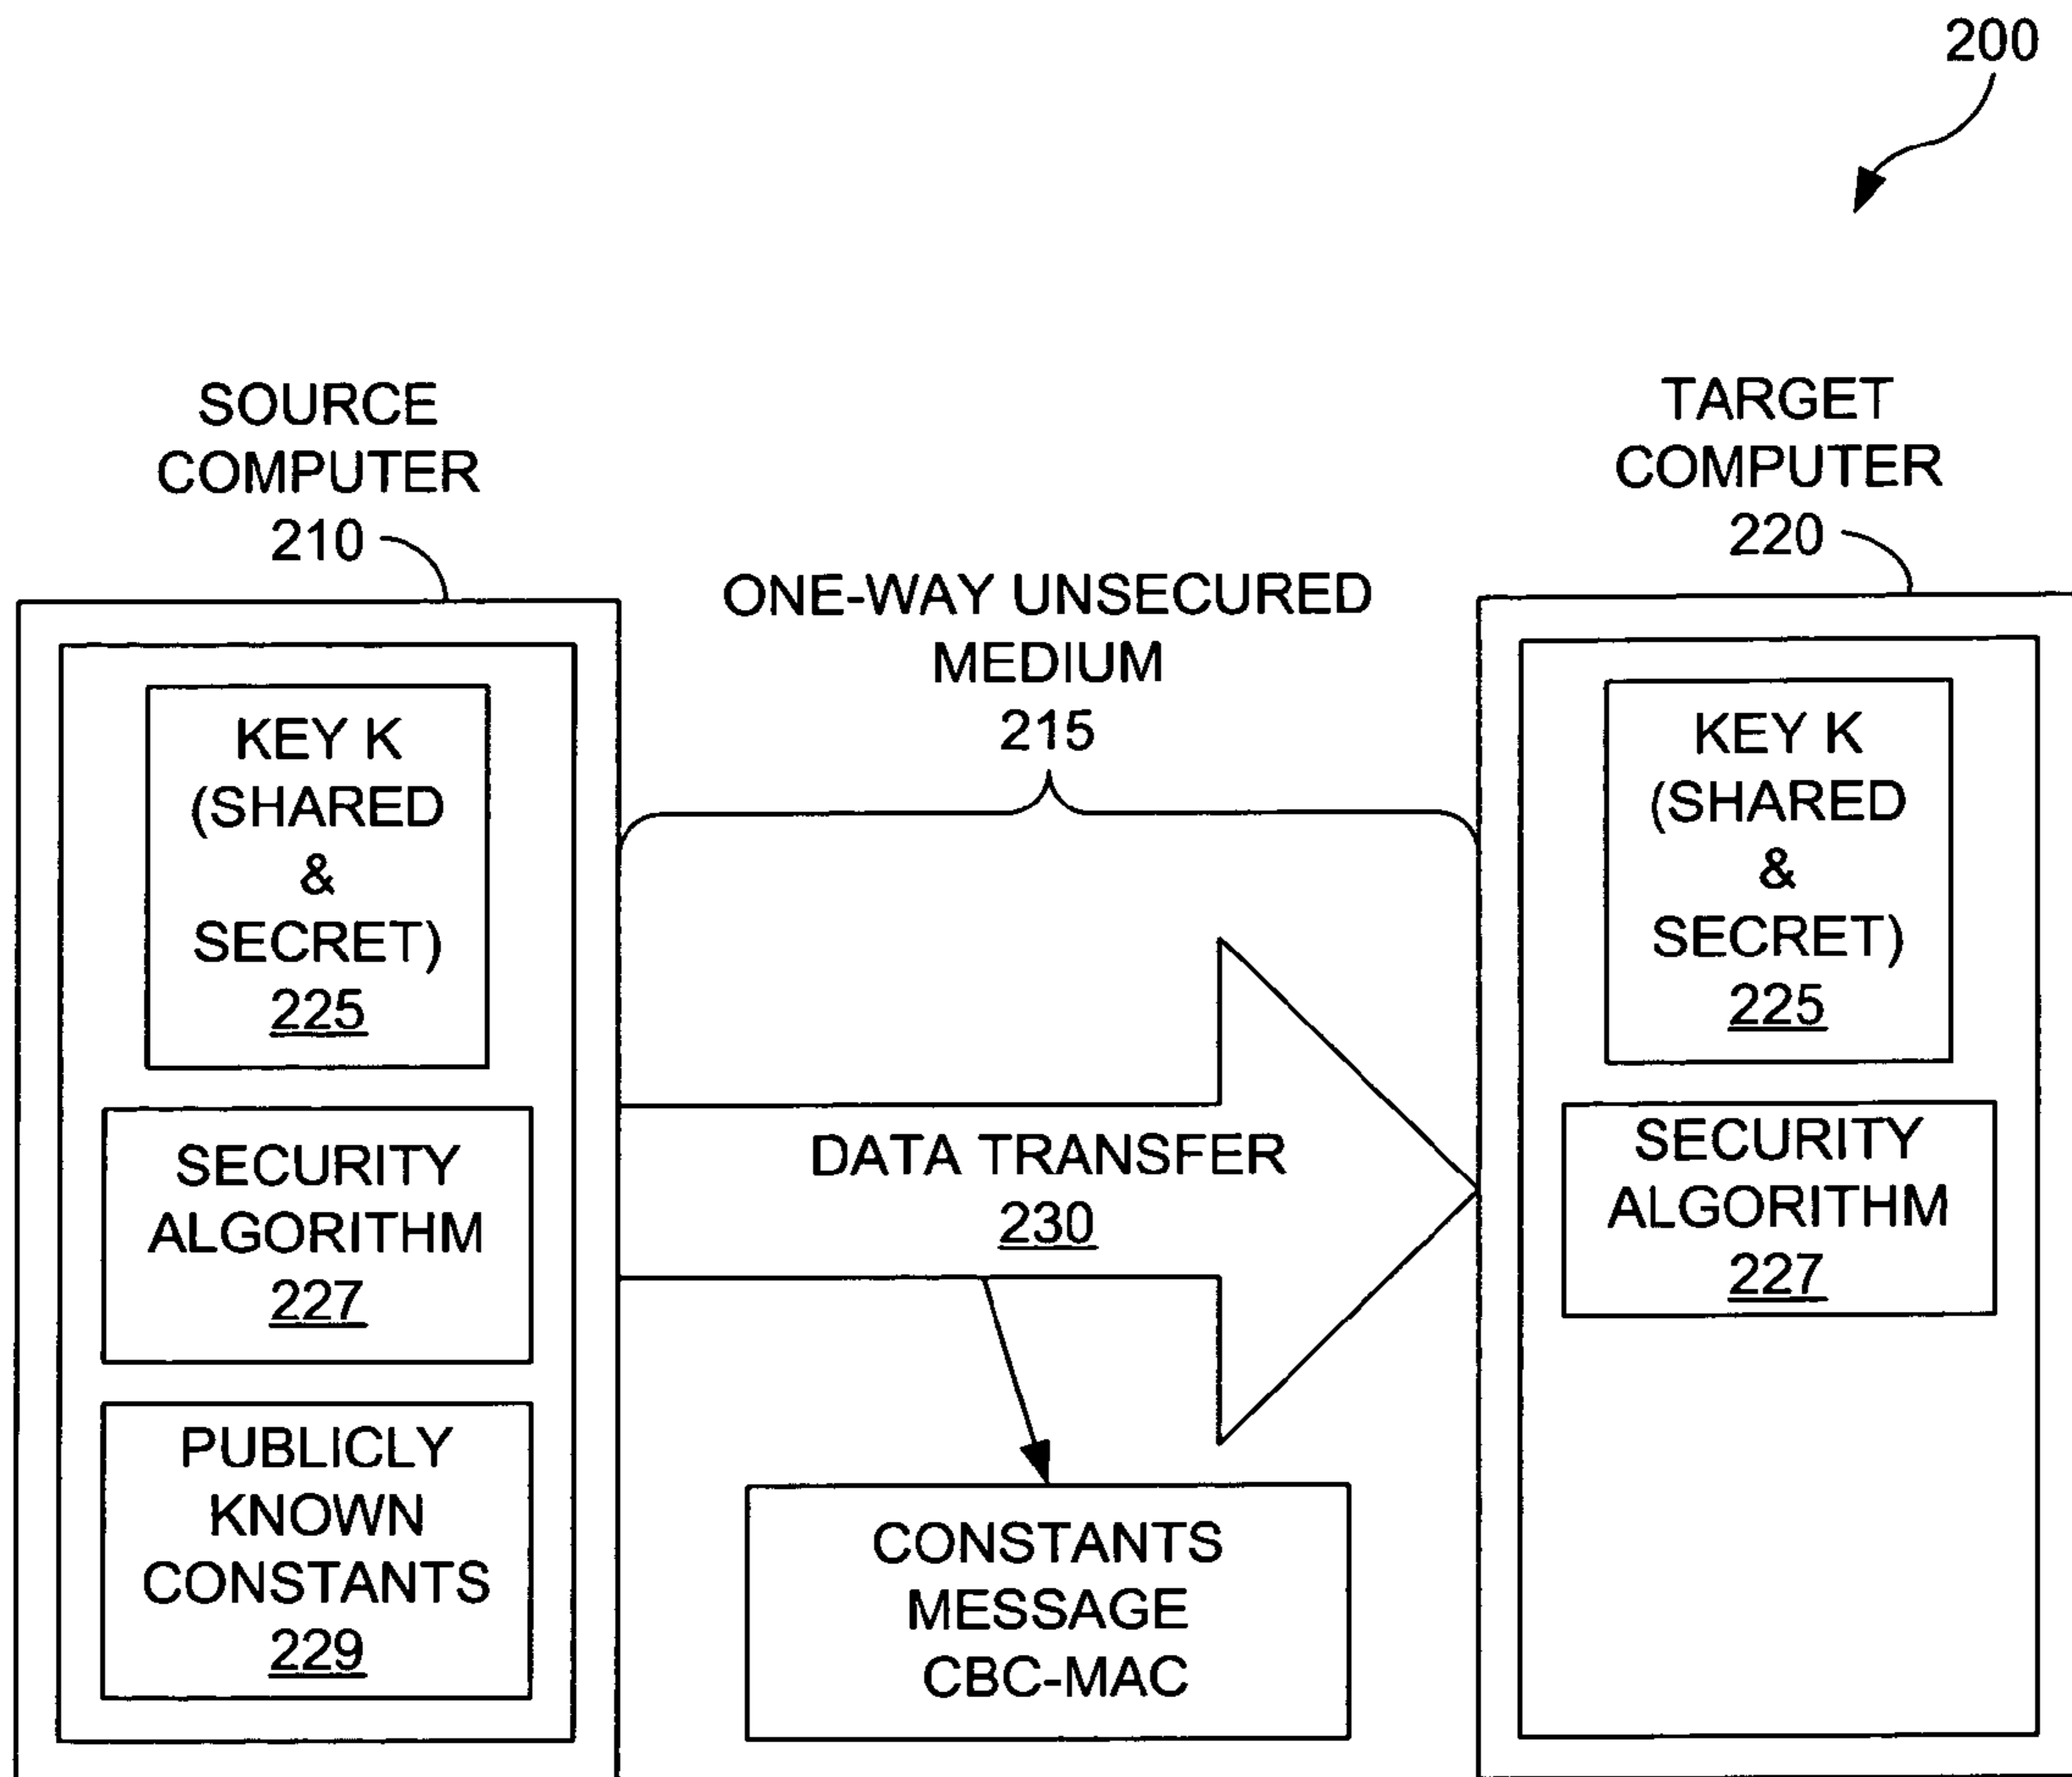 200
SOURCE
COMPUTER
210
TARGET
COMPUTER
220
ONE-WAY UNSECURED
MEDIUM
215
KEY K
(SHARED
&
SECRET)
225
SECURITY
ALGORITHM
227
PUBLICLY
KNOWN
CONSTANTS
229
DATA TRANSFER
230
CONSTANTS
MESSAGE
CBC-MAC
KEY K
(SHARED
&
SECRET)
225
SECURITY
ALGORITHM
227